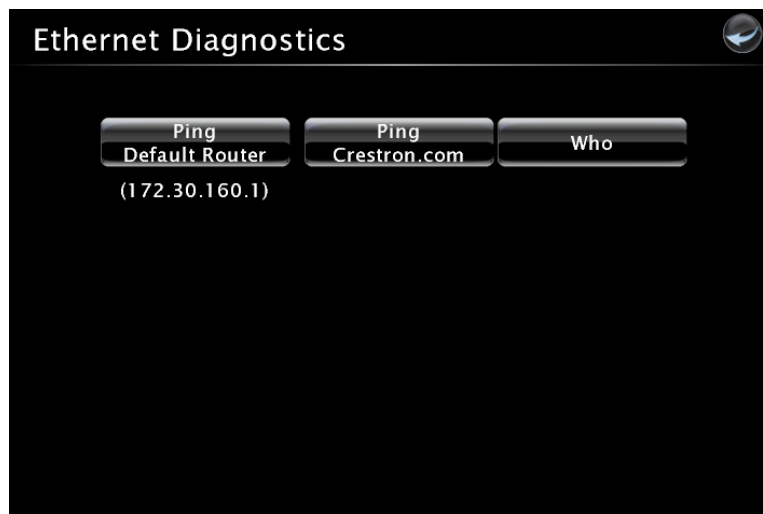 Ethernet Diagnostics
Ping
Default Router
(172.30.160.1)
Ping
Crestron.com
Who